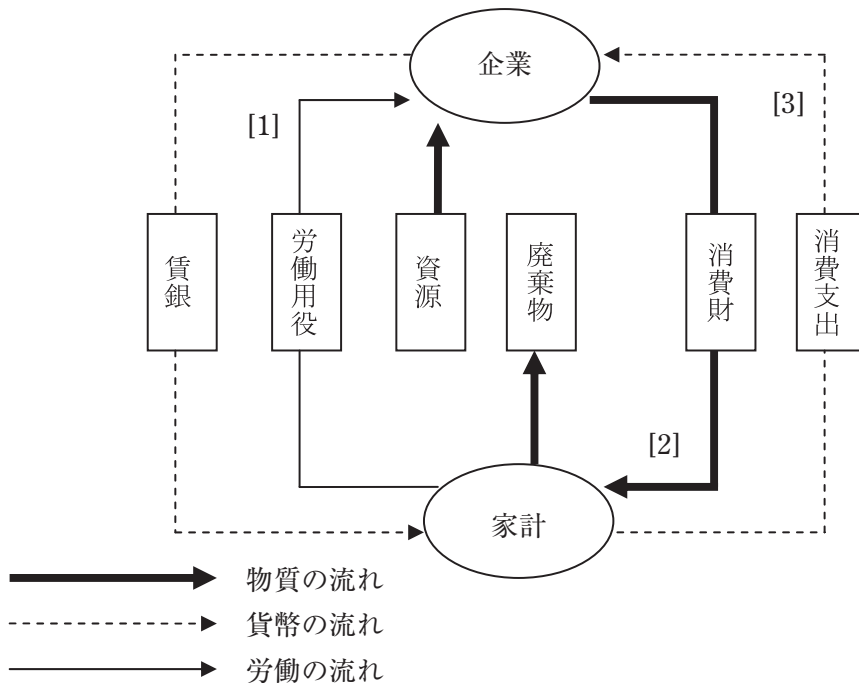 企業
[1]
[3]
賃銀
労働用役
資源
廃棄物
消費財
消費支出
[2]
家計
物質の流れ
貨幣の流れ
労働の流れ